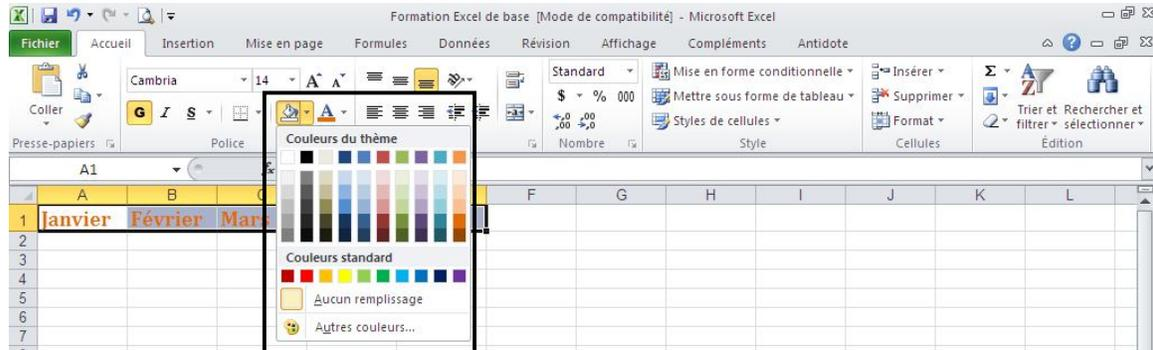 Formation Excel de base [Mode de compatibilité] - Microsoft Excel
Fichier Accueil Insertion Mise en page Formules Données Révision Affichage Compléments Antidote
Cambria 14 A A Standard Mise en forme conditionnelle Insérer Σ
Coller G I S A $ % 000 Mettre sous forme de tableau Supprimer Trier et filtrer Rechercher et sélectionner
,00 ,00 Styles de cellules Format
Presse-papiers Police Nombre Style Cellules Édition
A1
A B F G H I J K L
1 Janvier Février Mars
2
3
4
5
6
7
Couleurs du thème
Couleurs standard
Aucun remplissage
Autres couleurs...